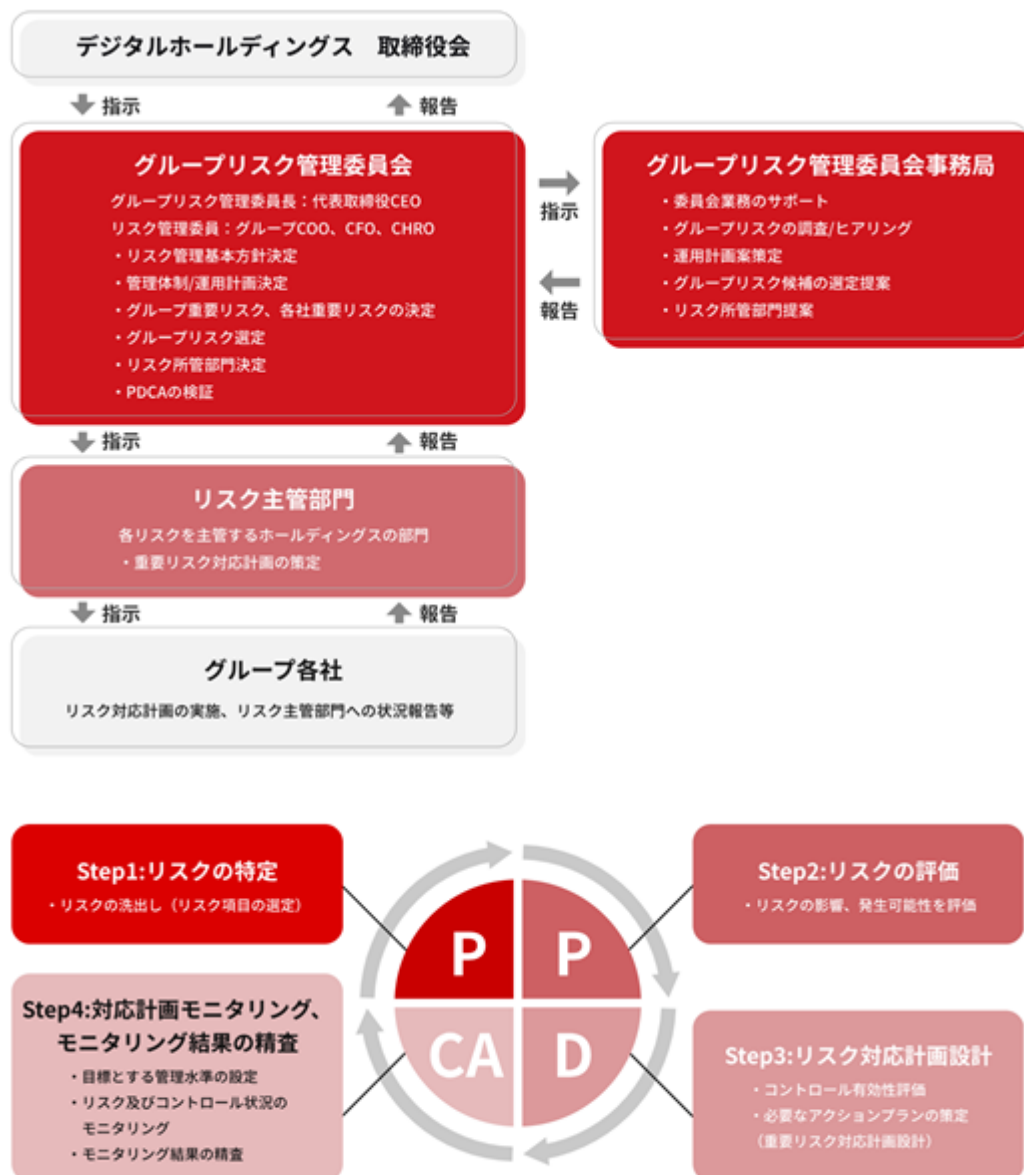 デジタルホールディングス　取締役会
指示
報告
グループリスク管理委員会
グループリスク管理委員長：代表取締役CEO
リスク管理委員：グループCOO、CFO、CHRO
・リスク管理基本方針決定
・管理体制/運用計画決定
・グループ重要リスク、各社重要リスクの決定
・グループリスク選定
・リスク所管部門決定
・PDCAの検証
指示
報告
グループリスク管理委員会事務局
・委員会業務のサポート
・グループリスクの調査/ヒアリング
・運用計画案策定
・グループリスク候補の選定提案
・リスク所管部門提案
指示
報告
リスク主管部門
各リスクを主管するホールディングスの部門
・重要リスク対応計画の策定
指示
報告
グループ各社
リスク対応計画の実施、リスク主管部門への状況報告等
Step1:リスクの特定
・リスクの洗出し（リスク項目の選定）
P
P
Step2:リスクの評価
・リスクの影響、発生可能性を評価
Step4:対応計画モニタリング、
モニタリング結果の精査
・目標とする管理水準の設定
・リスク及びコントロール状況の
モニタリング
・モニタリング結果の精査
CA
D
Step3:リスク対応計画設計
・コントロール有効性評価
・必要なアクションプランの策定
（重要リスク対応計画設計）